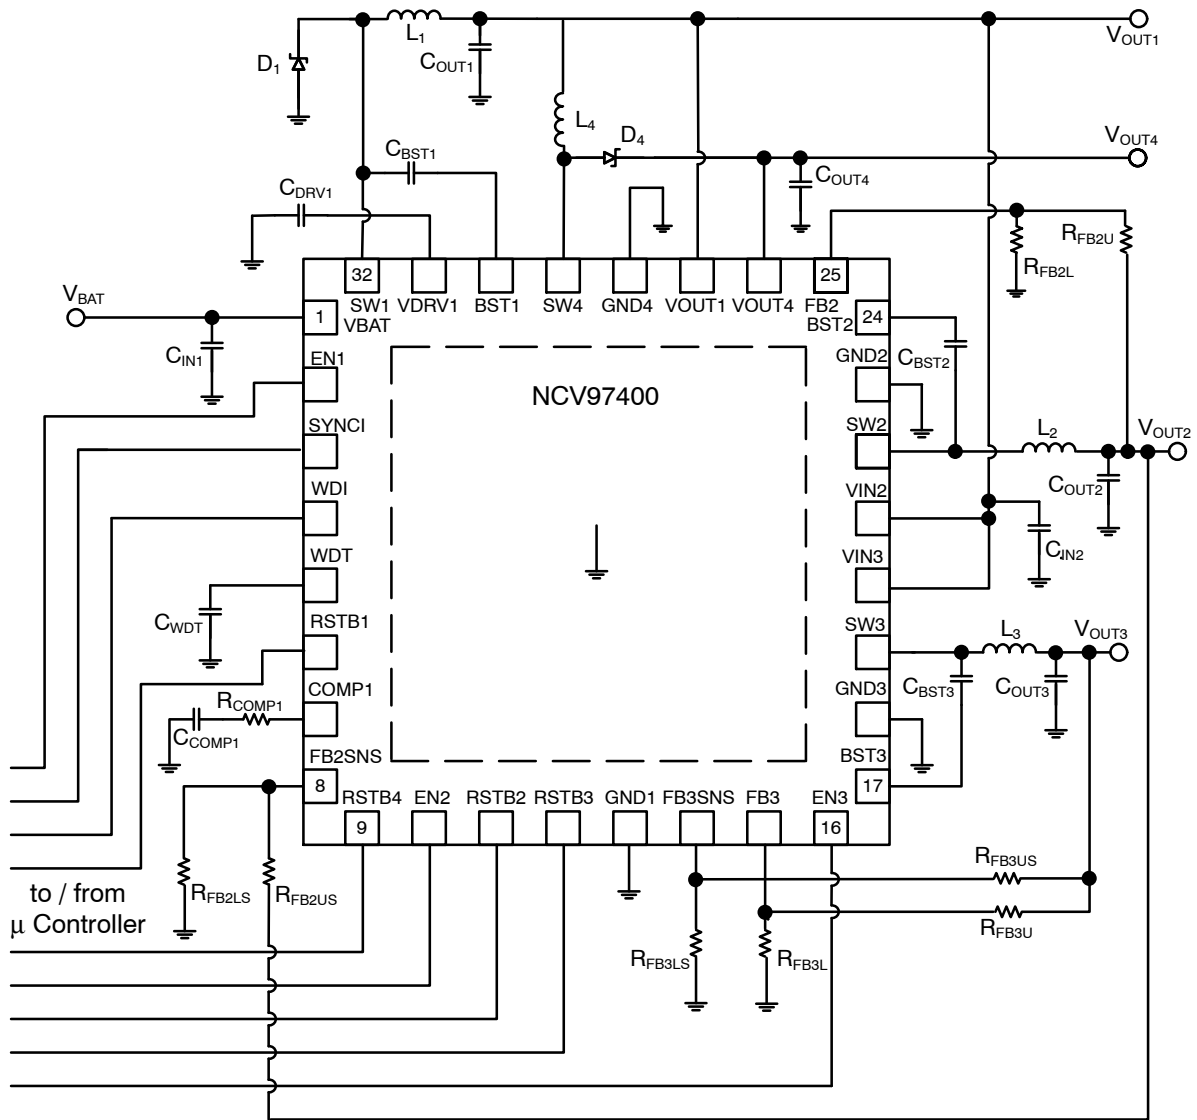 L1
VOUT1
D1
COUT1
L4
D4
VOUT4
CBST1
COUT4
CDRV1
RFB2U
RFB2L
32
25
SW1
VDRV1
BST1
SW4
GND4
VOUT1
VOUT4
FB2
VBAT
1
VBAT
BST2
24
CIN1
EN1
GND2
CBST2
NCV97400
SYNCI
SW2
L2
VOUT2
WDI
VIN2
COUT2
WDT
VIN3
CIN2
CWDT
RSTB1
SW3
L3
VOUT3
COMP1
GND3
CBST3
COUT3
RCOMP1
CCOMP1
FB2SNS
BST3
8
17
RSTB4
EN2
RSTB2
RSTB3
GND1
FB3SNS
FB3
EN3
9
16
RFB3US
to / from
μ Controller
RFB2LS
RFB2US
RFB3U
RFB3LS
RFB3L